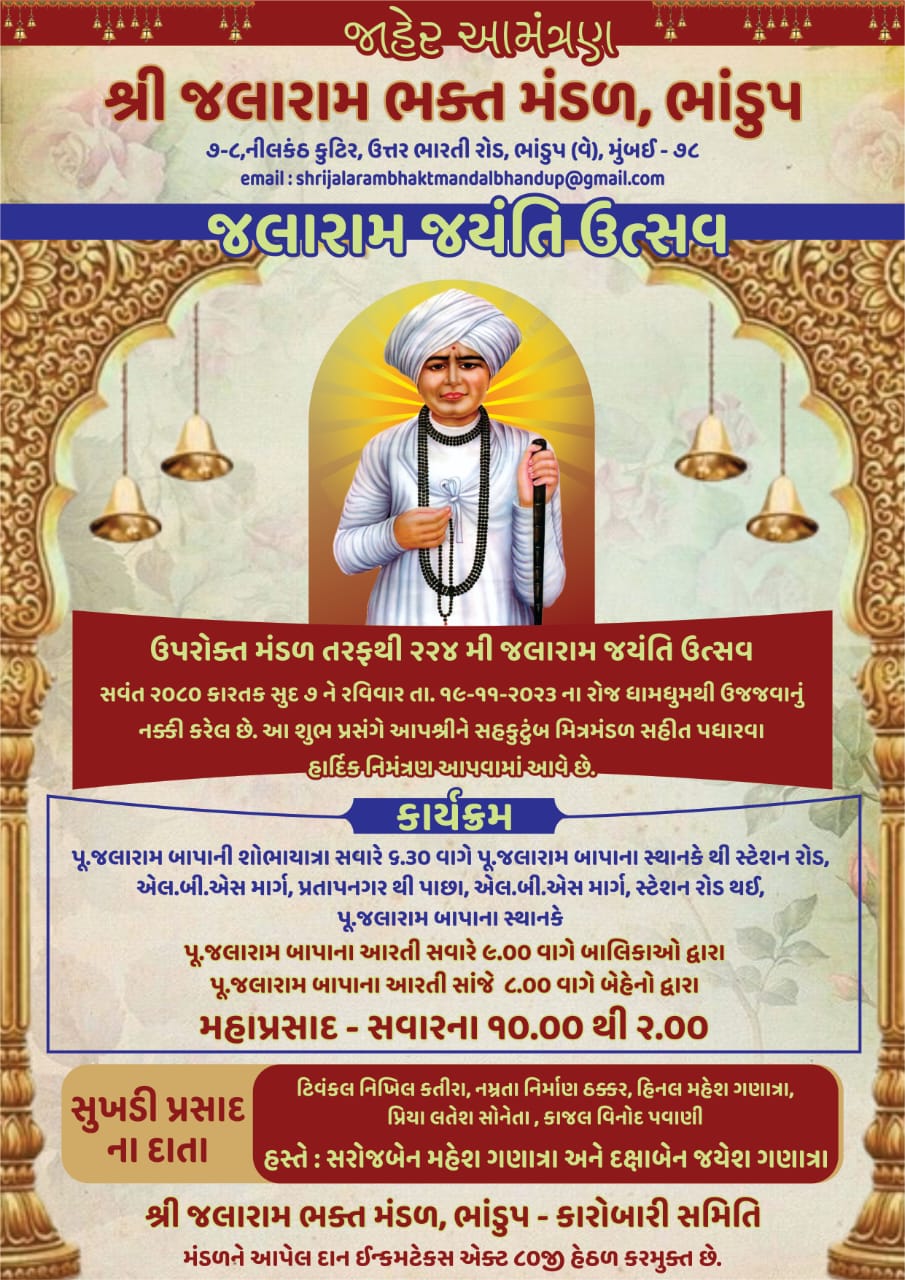 જાહેર આમંત્રણ
શ્રી જલારામ ભક્ત મંડળ, ભાંડુપ
૭-૮,નીલકંઠ કુટિર, ઉત્તર ભારતી રોડ, ભાંડુપ (વે), મુંબઈ - ૭૮
email : shrijalarambhaktmandalbhandup@gmail.com
જલારામ જયંતિ ઉત્સવ
ઉપરોક્ત મંડળ તરફથી ૨૨૪ મી જલારામ જયંતિ ઉત્સવ
સવંત ૨૦૮૦ કારતક સુદ ૭ ને રવિવાર તા. ૧૯-૧૧-૨૦૨૩ ના રોજ ધામધુમથી ઉજજવાનું
નક્કી કરેલ છે. આ શુભ પ્રસંગે આપશ્રીને સહકુટુંબ મિત્રમંડળ સહીત પધારવા
હાર્દિક નિમંત્રણ આપવામાં આવે છે.
કાર્યક્રમ
પૂ.જલારામ બાપાની શોભાયાત્રા સવારે ૬.૩૦ વાગે પૂ.જલારામ બાપાના સ્થાનકે થી સ્ટેશન રોડ,
એલ.બી.એસ માર્ગ, પ્રતાપનગર થી પાછા, એલ.બી.એસ માર્ગ, સ્ટેશન રોડ થઈ,
પૂ.જલારામ બાપાના સ્થાનકે
પૂ.જલારામ બાપાના આરતી સવારે ૯.૦૦ વાગે બાલિકાઓ દ્વારા
પૂ.જલારામ બાપાના આરતી સાંજે ૮.૦૦ વાગે બેહેનો દ્વારા
મહાપ્રસાદ - સવારના ૧૦.૦૦ થી ૨.૦૦
સુખડી પ્રસાદ
ના દાતા
ટિવંકલ નિખિલ કતીરા, નમ્રતા નિર્માણ ઠક્કર, હિનલ મહેશ ગણાત્રા,
પ્રિયા લતેશ સોનેતા , કાજલ વિનોદ પવાણી
હસ્તે : સરોજબેન મહેશ ગણાત્રા અને દક્ષાબેન જયેશ ગણાત્રા
શ્રી જલારામ ભક્ત મંડળ, ભાંડુપ - કારોબારી સમિતિ
મંડળને આપેલ દાન ઈન્કમટેકસ એક્ટ ૮૦જી હેઠળ કરમુક્ત છે.